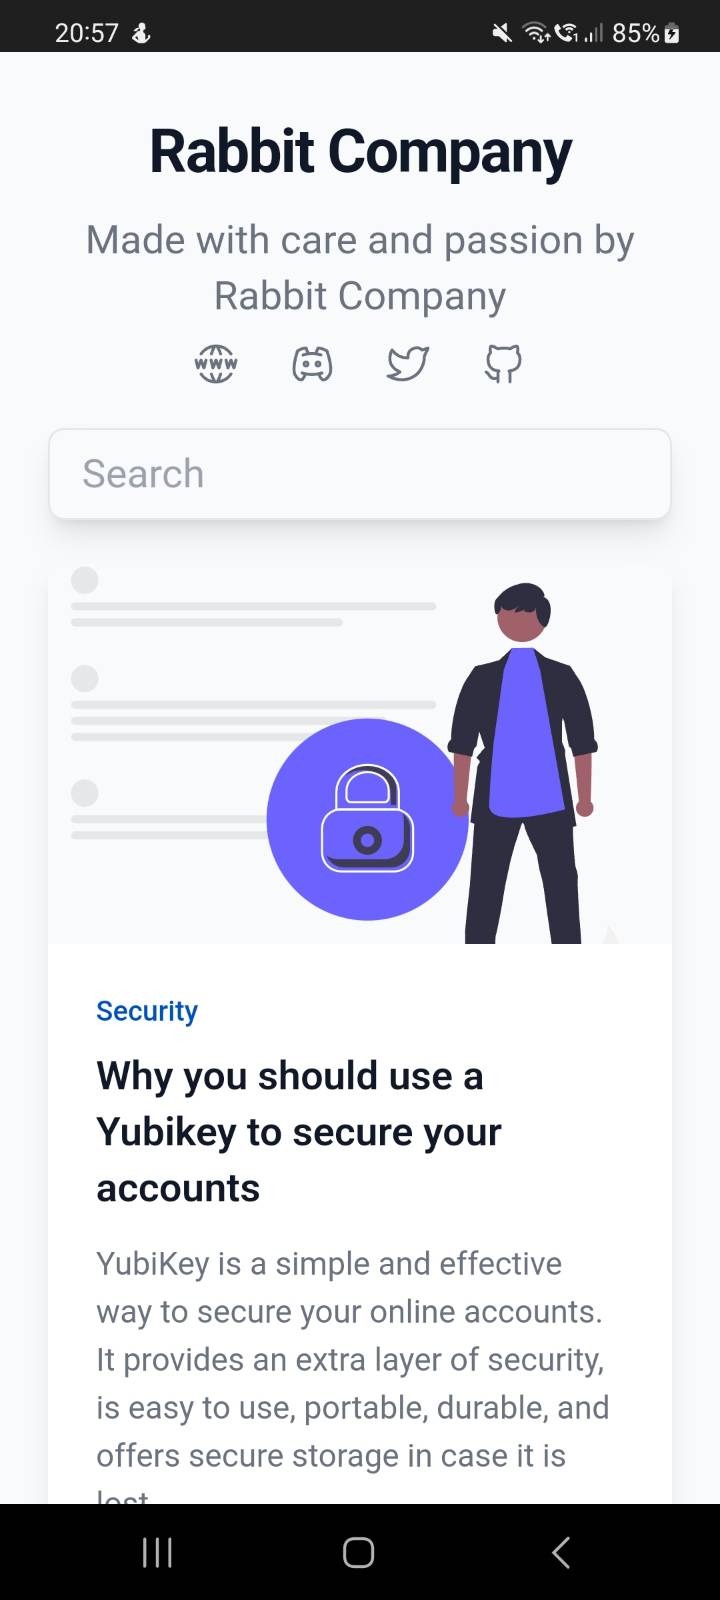 20:57
85%
Rabbit Company
Made with care and passion by
Rabbit Company
www
Search
Security
Why you should use a
Yubikey to secure your
accounts
YubiKey is a simple and effective
way to secure your online accounts.
It provides an extra layer of security,
is easy to use, portable, durable, and
offers secure storage in case it is
lost.